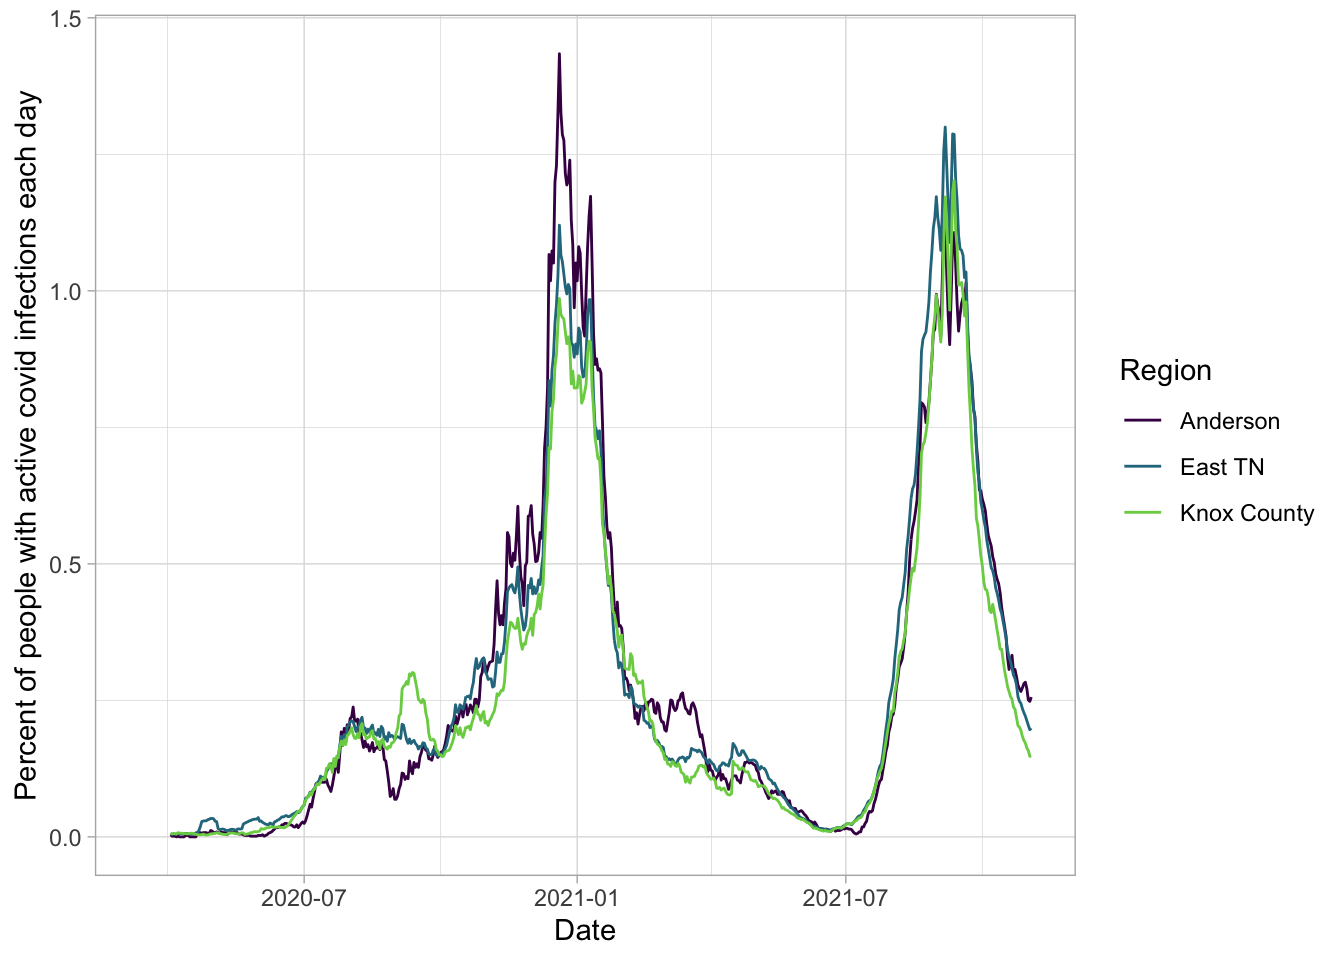 Percent of people with active covid infections each day
1.5
1.0
0.5
0.0
2020-07
2021-01
2021-07
Date
Region
Anderson
East TN
Knox County